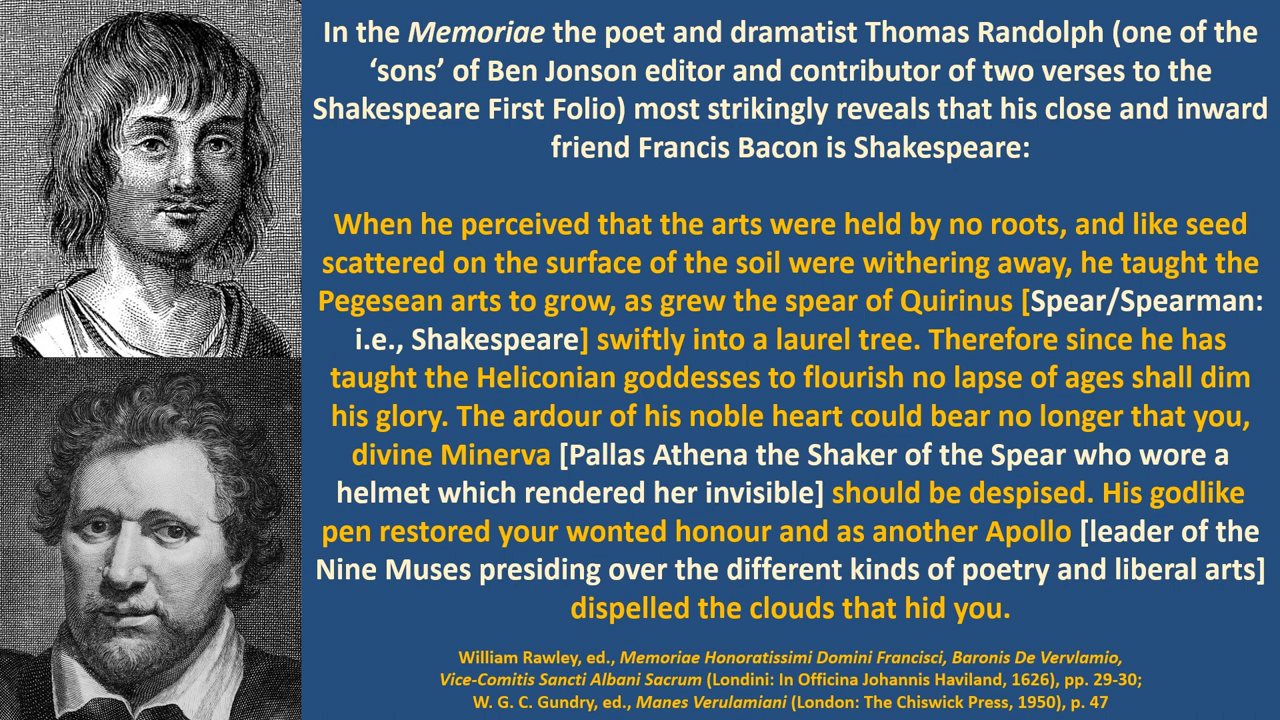 In the Memoriae the poet and dramatist Thomas Randolph (one of the
‘sons’ of Ben Jonson editor and contributor of two verses to the
Shakespeare First Folio) most strikingly reveals that his close and inward
friend Francis Bacon is Shakespeare:
When he perceived that the arts were held by no roots, and like seed
scattered on the surface of the soil were withering away, he taught the
Pegesean arts to grow, as grew the spear of Quirinus [Spear/Spearman:
i.e., Shakespeare] swiftly into a laurel tree. Therefore since he has
taught the Heliconian goddesses to flourish no lapse of ages shall dim
his glory. The ardour of his noble heart could bear no longer that you,
divine Minerva [Pallas Athena the Shaker of the Spear who wore a
helmet which rendered her invisible] should be despised. His godlike
pen restored your wonted honour and as another Apollo [leader of the
Nine Muses presiding over the different kinds of poetry and liberal arts]
dispelled the clouds that hid you.
William Rawley, ed., Memoriae Honoratissimi Domini Francisci, Baronis De Vervlamio,
Vice-Comitis Sancti Albani Sacrum (Londini: In Officina Johannis Haviland, 1626), pp. 29-30;
W. G. C. Gundry, ed., Manes Verulamiani (London: The Chiswick Press, 1950), p. 47